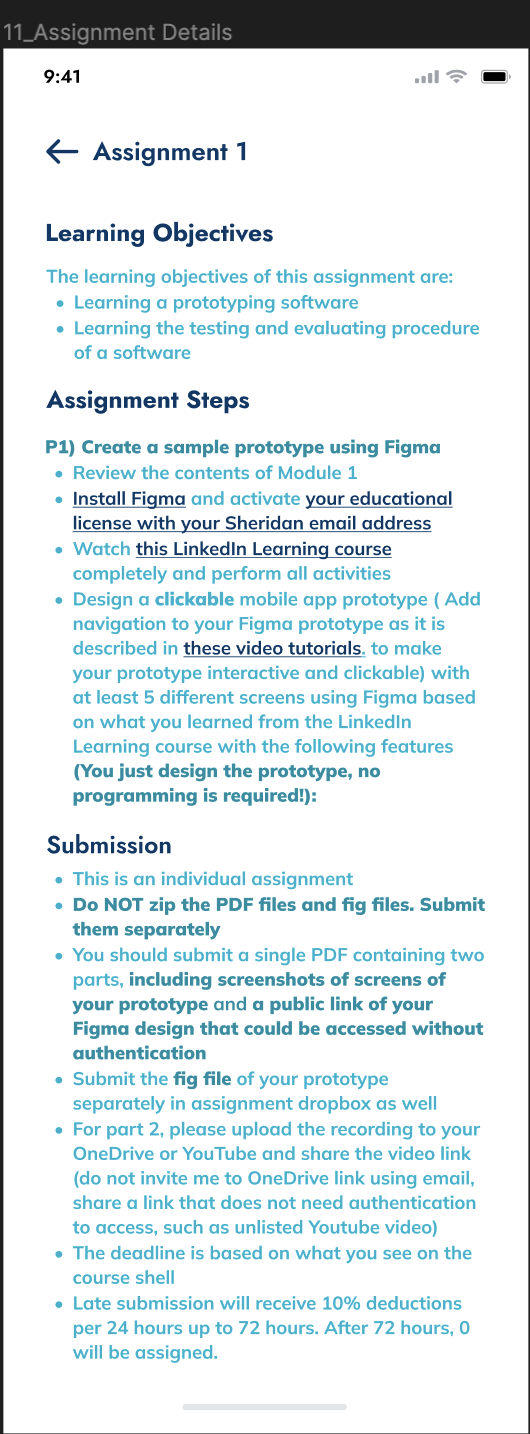 11_Assignment Details
9:41
Assignment 1
Learning Objectives
The learning objectives of this assignment are:
• Learning a prototyping software
• Learning the testing and evaluating procedure
of a software
Assignment Steps
P1) Create a sample prototype using Figma
• Review the contents of Module 1
• Install Figma and activate your educational
license with your Sheridan email address
• Watch this LinkedIn Learning course
completely and perform all activities
• Design a clickable mobile app prototype ( Add
navigation to your Figma prototype as it is
described in these video tutorials. to make
your prototype interactive and clickable) with
at least 5 different screens using Figma based
on what you learned from the LinkedIn
Learning course with the following features
(You just design the prototype, no
programming is required!):
Submission
• This is an individual assignment
• Do NOT zip the PDF files and fig files. Submit
them separately
• You should submit a single PDF containing two
parts, including screenshots of screens of
your prototype and a public link of your
Figma design that could be accessed without
authentication
• Submit the fig file of your prototype
separately in assignment dropbox as well
• For part 2, please upload the recording to your
OneDrive or YouTube and share the video link
(do not invite me to OneDrive link using email,
share a link that does not need authentication
to access, such as unlisted Youtube video)
• The deadline is based on what you see on the
course shell
• Late submission will receive 10% deductions
per 24 hours up to 72 hours. After 72 hours, 0
will be assigned.